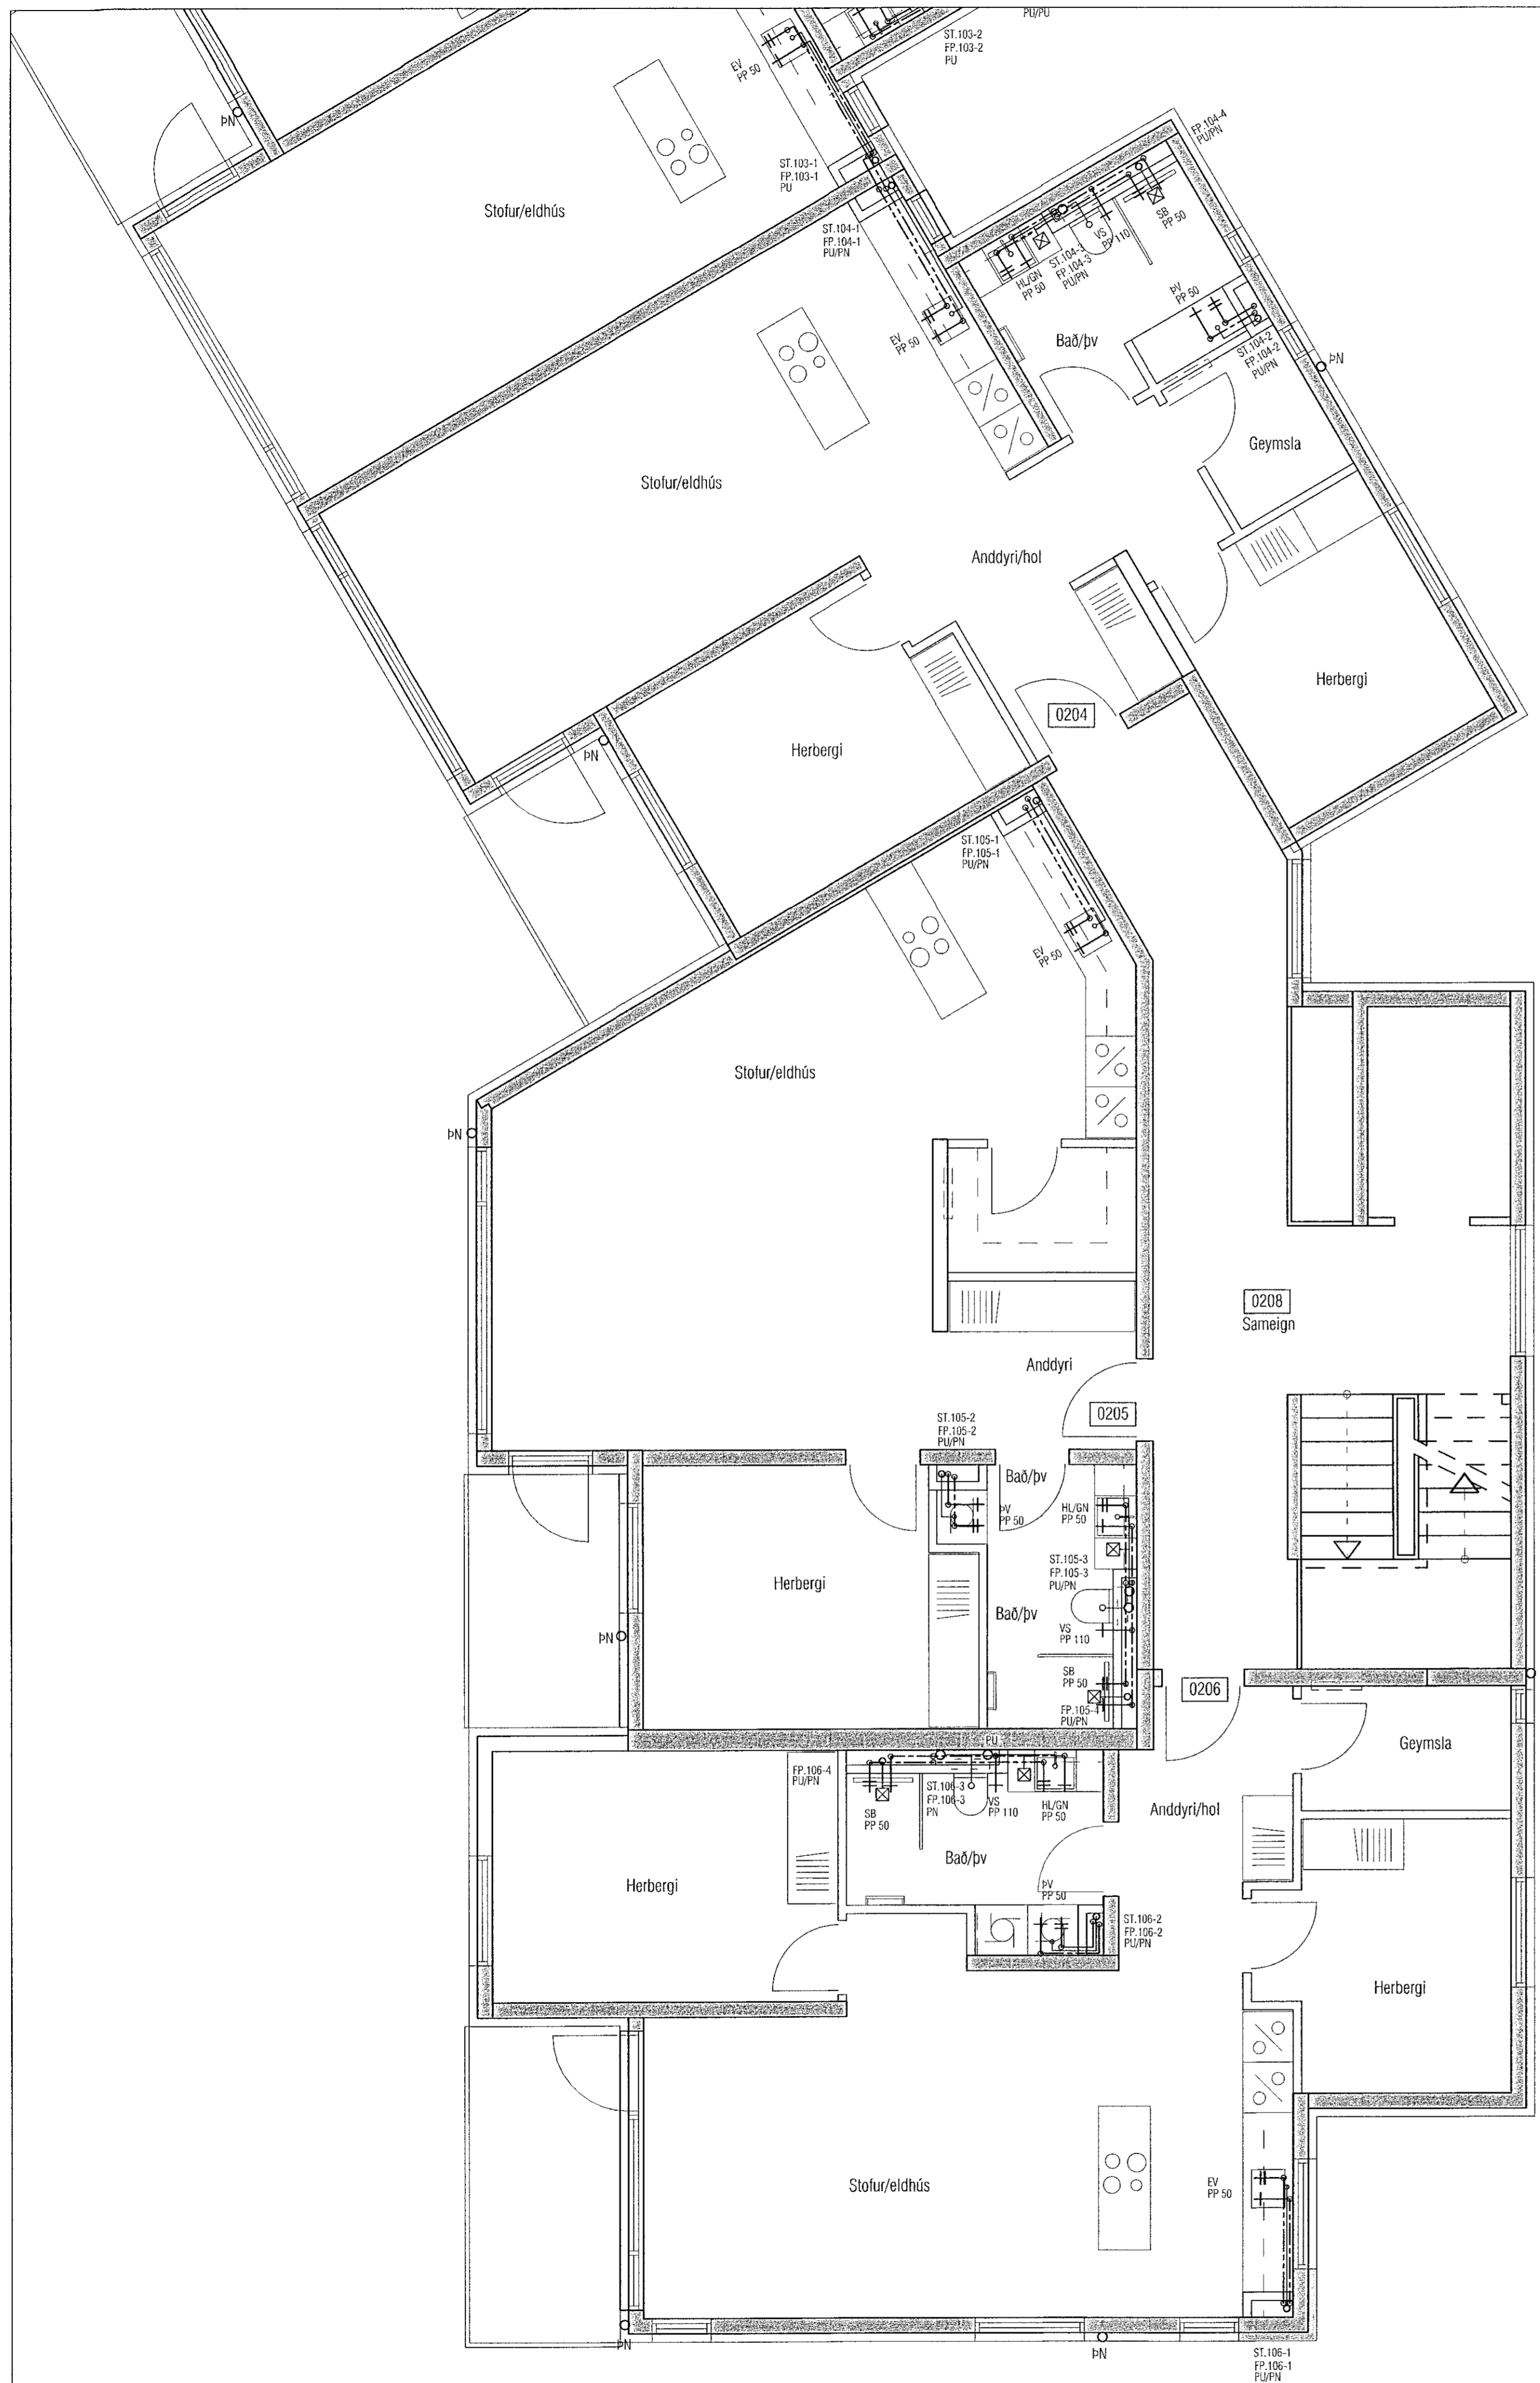 PU/PU
ST.103-2
FP.103-2
PU
EV
PP 50
ÞN
ST.103-1
FP.103-1
PU
FP.104-4
PU/PN
Stofur/eldhús
ST.104-1
FP.104-1
PU/PN
SB
PP 50
VS
PP 110
ST.104-3
FP.104-3
PU/PN
HL/GN
PP 50
ÞV
PP 50
EV
PP 50
Bað/þv
ST.104-2
FP.104-2
PU/PN
ÞN
Geymsla
Stofur/eldhús
Anddyri/hol
Herbergi
0204
Herbergi
ÞN
ST.105-1
FP.105-1
PU/PN
EV
PP 50
Stofur/eldhús
ÞN
0208
Sameign
Anddyri
0205
ST.105-2
FP.105-2
PU/PN
Bað/þv
ÞV
PP 50
HL/GN
PP 50
ST.105-3
FP.105-3
PU/PN
Herbergi
Bað/þv
VS
PP 110
ÞN
SB
PP 50
FP.105-4
PU/PN
0206
PU
Geymsla
FP.106-4
PU/PN
ST.106-3
FP.106-3
PN
VS
PP 110
HL/GN
PP 50
SB
PP 50
Anddyri/hol
Bað/þv
Herbergi
ÞV
PP 50
ST.106-2
FP.106-2
PU/PN
Herbergi
Stofur/eldhús
EV
PP 50
ÞN
ÞN
ST.106-1
FP.106-1
PU/PN